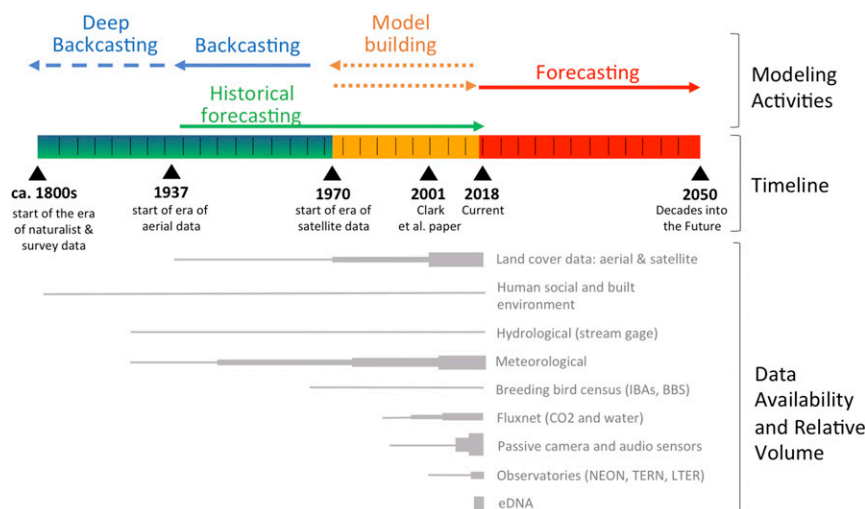 Deep
Backcasting
Backcasting
Model
building
Forecasting
Historical
forecasting
Modeling
Activities
ca. 1800s
start of the era
of naturalist &
survey data
1937
start of era of
aerial data
1970
start of era of
satellite data
2001
Clark
et al. paper
2018
Current
2050
Decades into
the Future
Timeline
Land cover data: aerial & satellite
Human social and built
environment
Hydrological (stream gage)
Meteorological
Breeding bird census (IBAs, BBS)
Fluxnet (CO2 and water)
Passive camera and audio sensors
Observatories (NEON, TERN, LTER)
eDNA
Data
Availability
and Relative
Volume